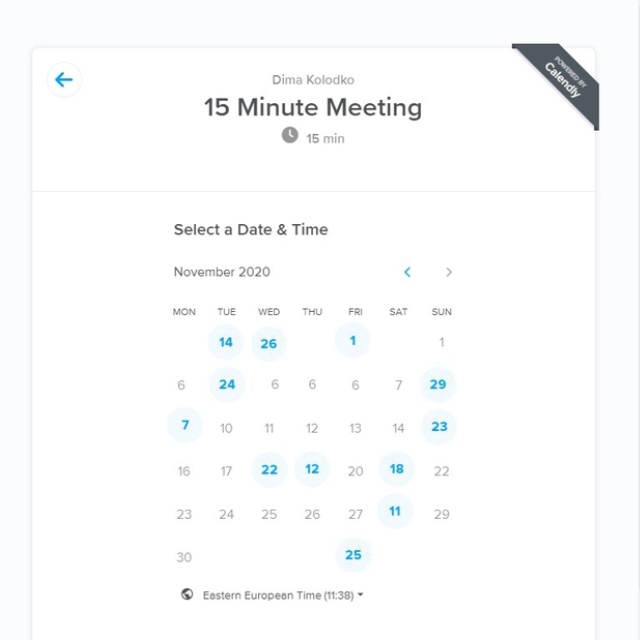 POWERED BY
Calendly
Dima Kolodko
15 Minute Meeting
15 min
Select a Date & Time
November 2020
MON TUE WED THU FRI SAT SUN
14 26 1 1
6 24 6 6 6 7 29
7 10 11 12 13 14 23
16 17 22 12 20 18 22
23 24 25 26 27 11 29
30 25
Eastern European Time (11:38)